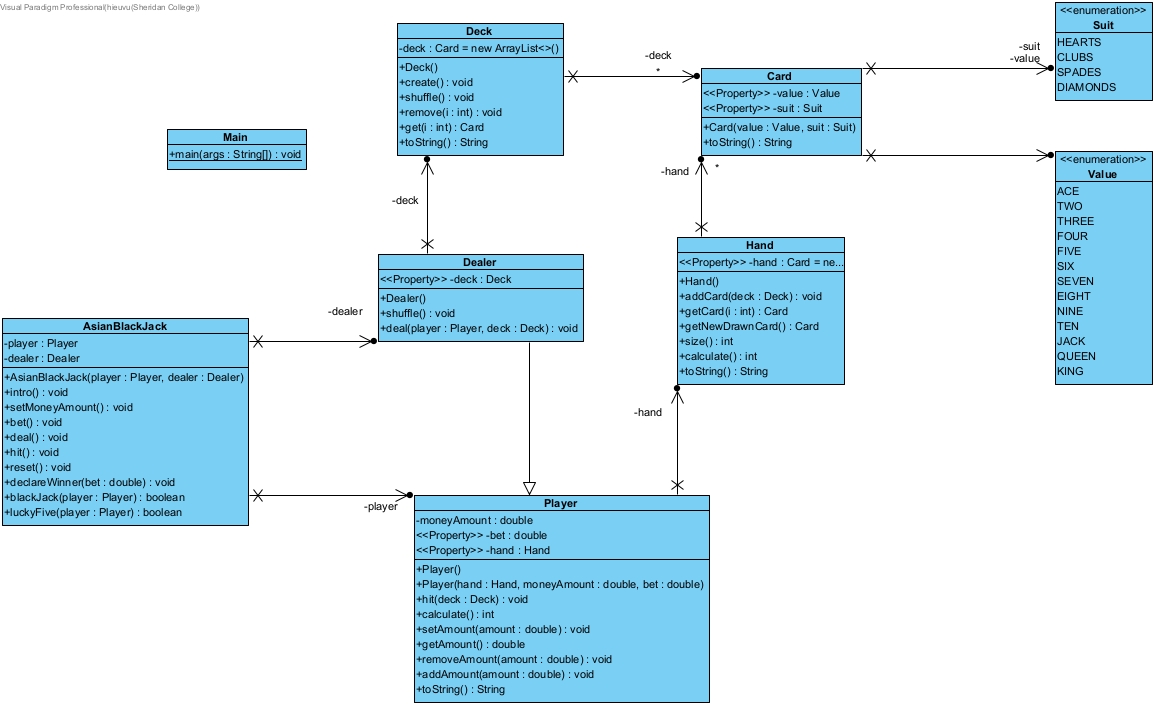 Visual Paradigm Professional(hieuvu(Sheridan College))
Deck
-deck : Card = new ArrayList<>()
+Deck()
+create() : void
+shuffle() : void
+remove(i : int) : void
+get(i : int) : Card
+toString() : String
-deck
*
Card
<<Property>> -value : Value
<<Property>> -suit : Suit
+Card(value : Value, suit : Suit)
+toString() : String
-suit
-value
<<enumeration>>
Suit
HEARTS
CLUBS
SPADES
DIAMONDS
Main
+main(args : String[]) : void
<<enumeration>>
Value
ACE
TWO
THREE
FOUR
FIVE
SIX
SEVEN
EIGHT
NINE
TEN
JACK
QUEEN
KING
-deck
-hand
*
Dealer
<<Property>> -deck : Deck
+Dealer()
+shuffle() : void
+deal(player : Player, deck : Deck) : void
Hand
<<Property>> -hand : Card = ne...
+Hand()
+addCard(deck : Deck) : void
+getCard(i : int) : Card
+getNewDrawnCard() : Card
+size() : int
+calculate() : int
+toString() : String
-dealer
AsianBlackJack
-player : Player
-dealer : Dealer
+AsianBlackJack(player : Player, dealer : Dealer)
+intro() : void
+setMoneyAmount() : void
+bet() : void
+deal() : void
+hit() : void
+reset() : void
+declareWinner(bet : double) : void
+blackJack(player : Player) : boolean
+luckyFive(player : Player) : boolean
-hand
-player
Player
-moneyAmount : double
<<Property>> -bet : double
<<Property>> -hand : Hand
+Player()
+Player(hand : Hand, moneyAmount : double, bet : double)
+hit(deck : Deck) : void
+calculate() : int
+setAmount(amount : double) : void
+getAmount() : double
+removeAmount(amount : double) : void
+addAmount(amount : double) : void
+toString() : String